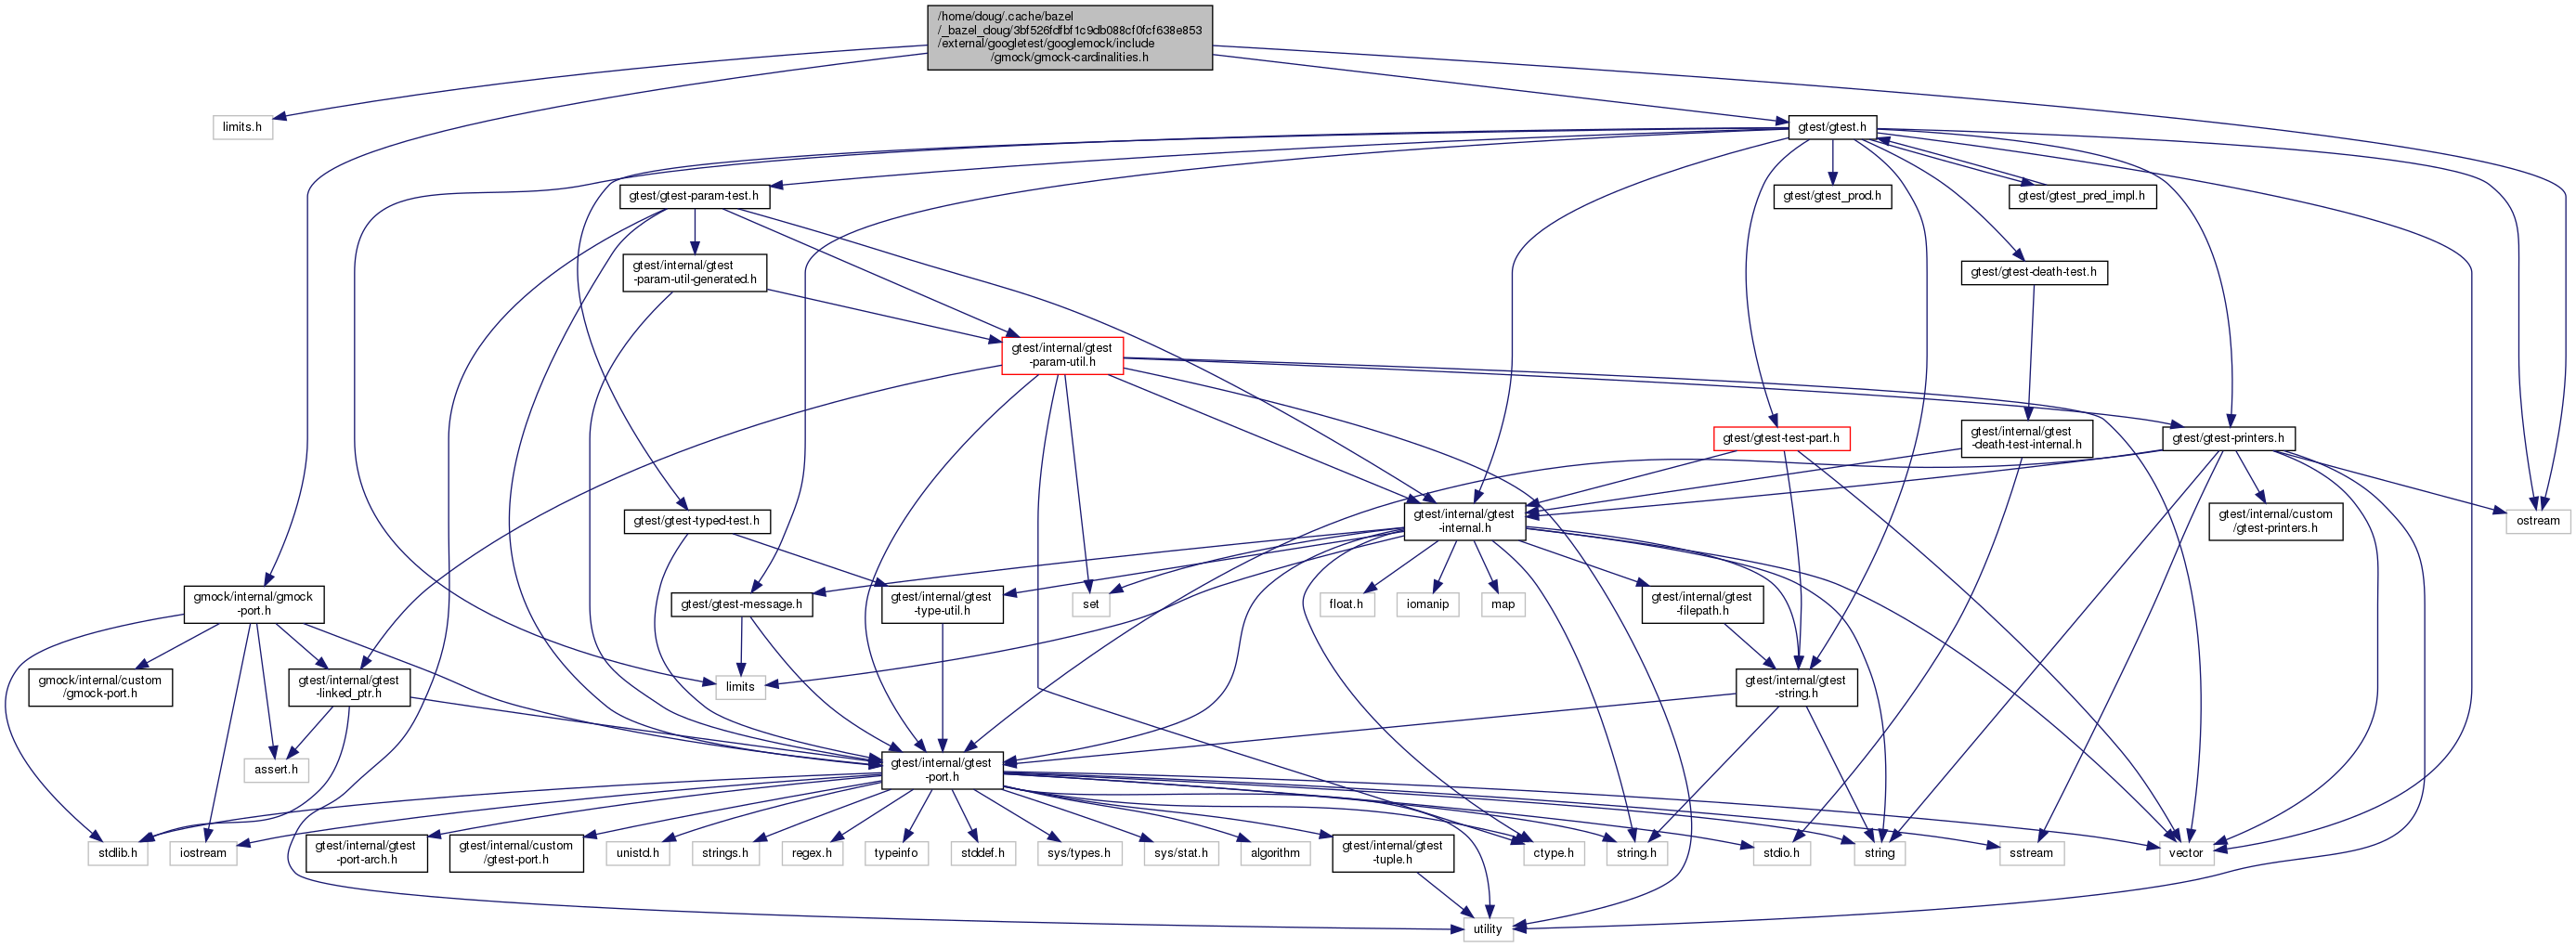 /home/doug/.cache/bazel
/_bazel_doug/3bf526fdfbf1c9db088cf0fcf638e853
/external/googletest/googlemock/include
/gmock/gmock-cardinalities.h
limits.h
gtest/gtest.h
gtest/gtest-param-test.h
gtest/gtest_prod.h
gtest/gtest_pred_impl.h
gtest/internal/gtest
-param-util-generated.h
gtest/gtest-death-test.h
gtest/internal/gtest
-param-util.h
gtest/gtest-test-part.h
gtest/internal/gtest
-death-test-internal.h
gtest/gtest-printers.h
gtest/gtest-typed-test.h
gtest/internal/gtest
-internal.h
gtest/internal/custom
/gtest-printers.h
ostream
gmock/internal/gmock
-port.h
gtest/gtest-message.h
gtest/internal/gtest
-type-util.h
set
float.h
iomanip
map
gtest/internal/gtest
-filepath.h
gmock/internal/custom
/gmock-port.h
gtest/internal/gtest
-linked_ptr.h
limits
gtest/internal/gtest
-string.h
assert.h
gtest/internal/gtest
-port.h
stdlib.h
iostream
gtest/internal/gtest
-port-arch.h
gtest/internal/custom
/gtest-port.h
unistd.h
strings.h
regex.h
typeinfo
stddef.h
sys/types.h
sys/stat.h
algorithm
gtest/internal/gtest
-tuple.h
ctype.h
string.h
stdio.h
string
sstream
vector
utility